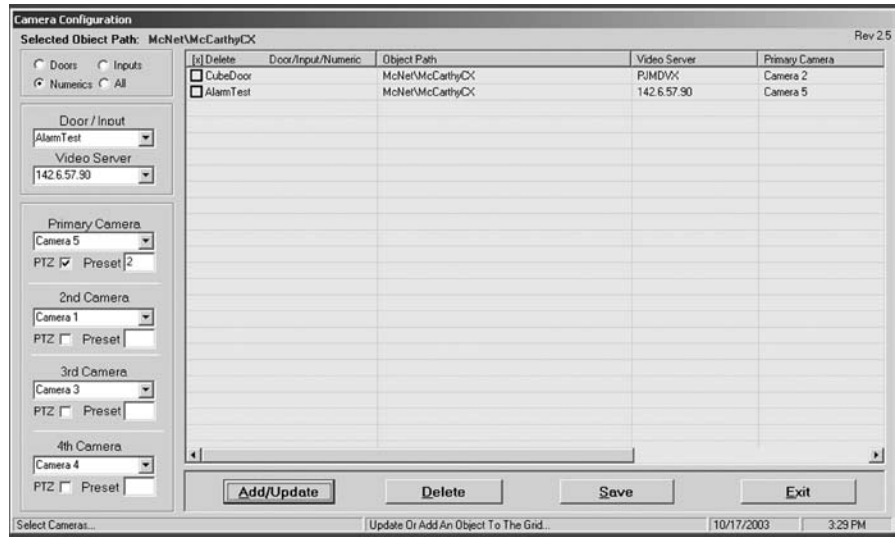 Camera Configuration
Selected Object Path: McNet\McCarthyCX
Rev 2.5
Doors Inputs
Numerics All
Door / Input
AlarmTest
Video Server
142.6.57.90
Primary Camera
Camera 5
PTZ Preset 2
2nd Camera
Camera 1
PTZ Preset
3rd Camera
Camera 3
PTZ Preset
4th Camera
Camera 4
PTZ Preset
[x] Delete Door/Input/Numeric Object Path Video Server Primary Camera
CubeDoor McNet\McCarthyCX PJMDVX Camera 2
AlarmTest McNet\McCarthyCX 142.6.57.90 Camera 5
Add/Update Delete Save Exit
Select Cameras... Update Or Add An Object To The Grid... 10/17/2003 3:29 PM